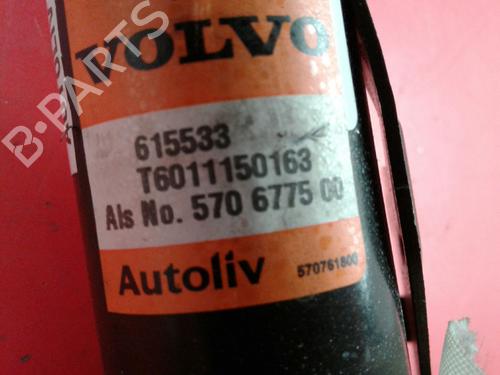 VOLVO
615533
T6011150163
Als No. 570 6775 00
Autoliv
570761800
B-PARTS